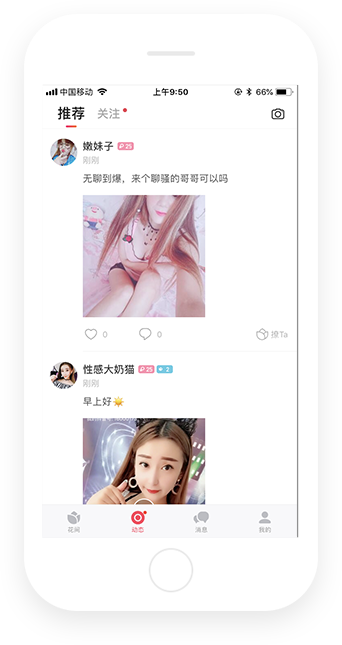 中国移动 上午9:50 66%
推荐 关注
嫩妹子 25
刚刚
无聊到爆，来个聊骚的哥哥可以吗
0 0 撩Ta
性感大奶猫 25 2
刚刚
早上好
花间 动态 消息 我的